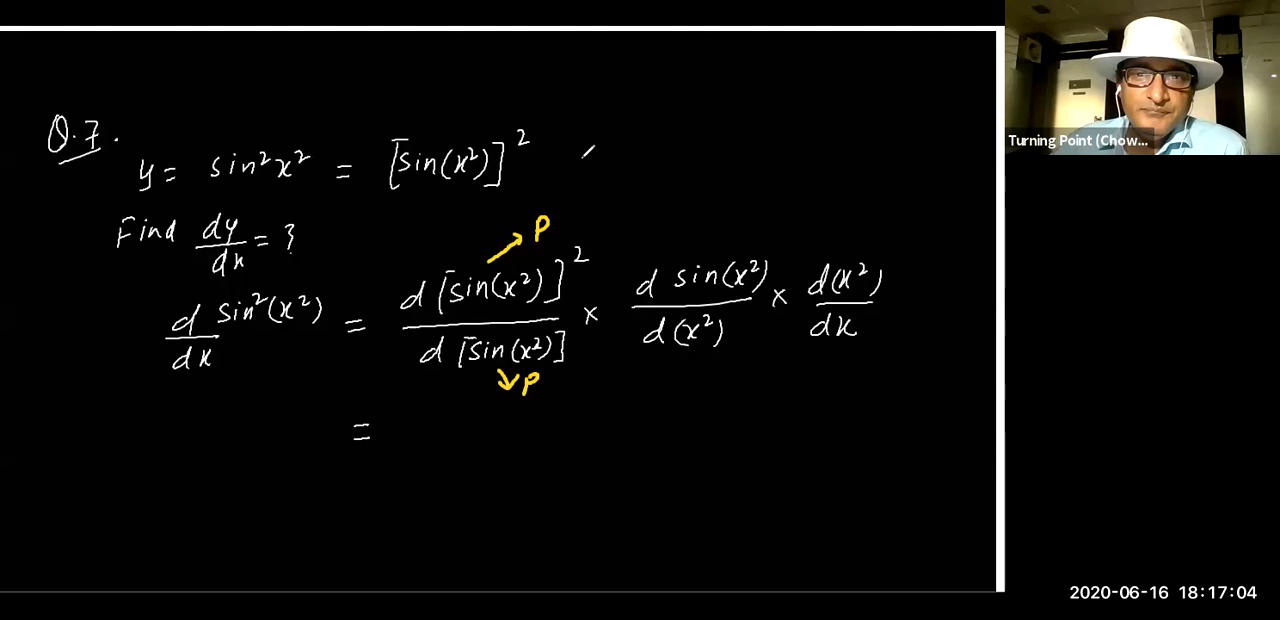 Q.7.
y = sin²x² = [sin(x²)]²
Find dy/dx = ?
d/dx sin²(x²) = d[sin(x²)]²/d[sin(x²)] × d sin(x²)/d(x²) × d(x²)/dx
P
P
=
Turning Point (Chow...
2020-06-16 18:17:04